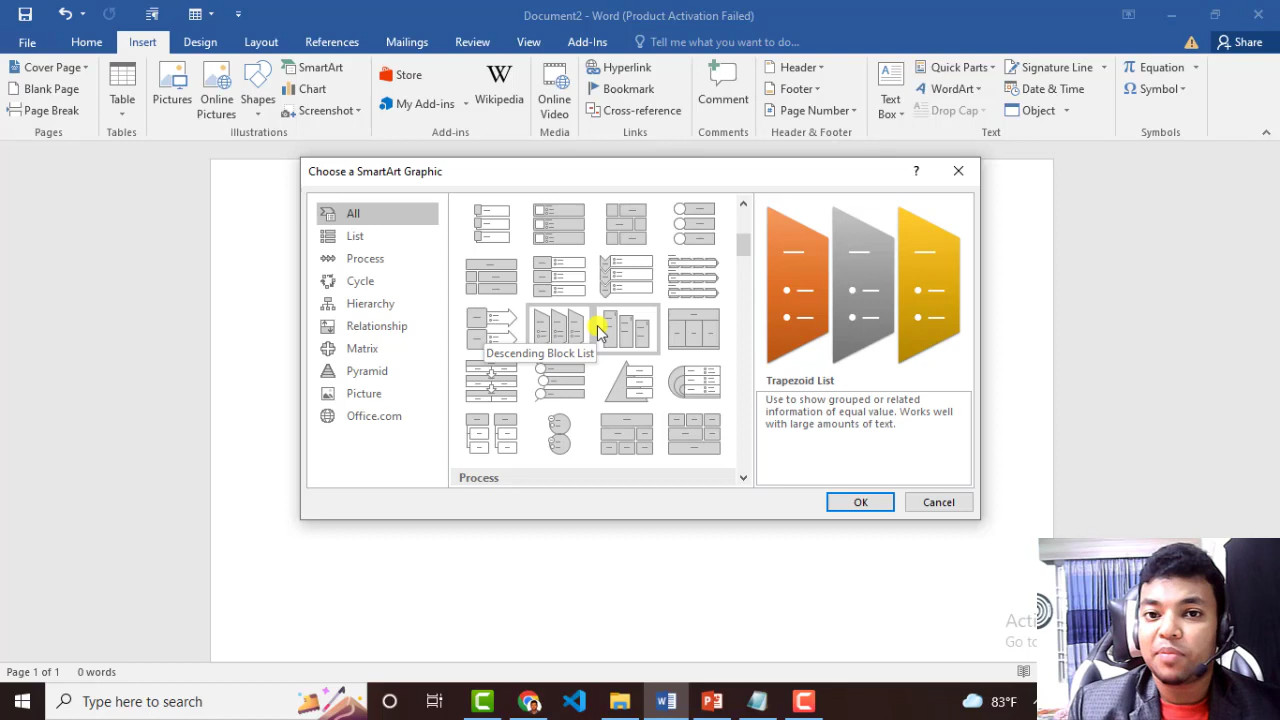 Document2 - Word (Product Activation Failed)
File Home Insert Design Layout References Mailings Review View Add-Ins Tell me what you want to do... Share
Cover Page
Blank Page
Page Break
Pages
Table
Tables
Pictures
Online Pictures
Shapes
SmartArt
Chart
Screenshot
Illustrations
Store
My Add-ins
Wikipedia
Add-ins
Online Video
Media
Hyperlink
Bookmark
Cross-reference
Links
Comment
Comments
Header
Footer
Page Number
Header & Footer
Text Box
Quick Parts
WordArt
Drop Cap
Signature Line
Date & Time
Object
Text
Equation
Symbol
Symbols
Choose a SmartArt Graphic
?
All
List
Process
Cycle
Hierarchy
Relationship
Matrix
Pyramid
Picture
Office.com
Descending Block List
Process
Trapezoid List
Use to show grouped or related
information of equal value. Works well
with large amounts of text.
OK Cancel
Go to
Page 1 of 1 0 words
Type here to search
83°F